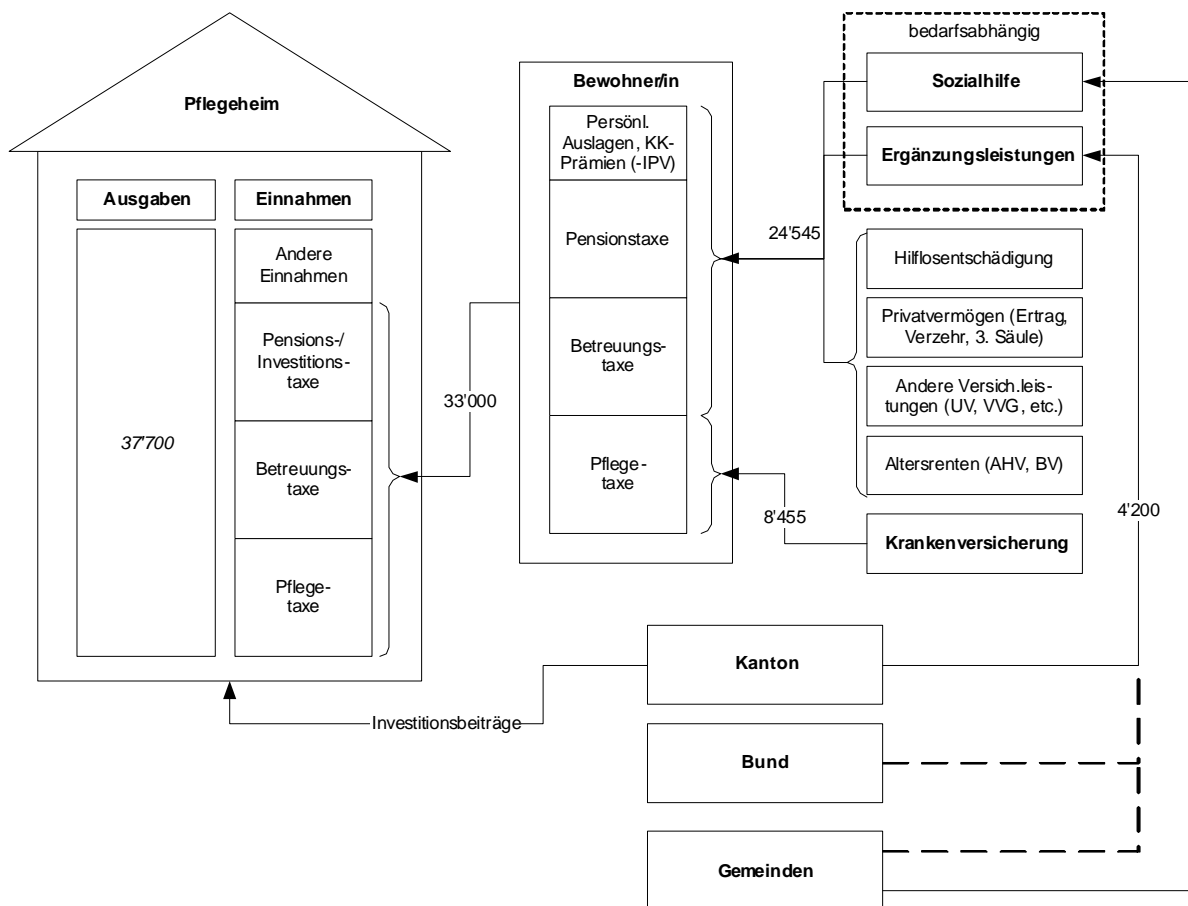 Pflegeheim
Ausgaben
Einnahmen
37'700
Andere
Einnahmen
Pensions-/
Investitions-
taxe
Betreuungs-
taxe
Pflege-
taxe
33'000
Bewohner/in
Persönl.
Auslagen, KK-
Prämien (-IPV)
Pensionstaxe
Betreuungs-
taxe
Pflege-
taxe
24'545
8'455
bedarfsabhängig
Sozialhilfe
Ergänzungsleistungen
Hilflosentschädigung
Privatvermögen (Ertrag,
Verzehr, 3. Säule)
Andere Versich.leis-
tungen (UV, VVG, etc.)
Altersrenten (AHV, BV)
Krankenversicherung
4'200
Kanton
Investitionsbeiträge
Bund
Gemeinden